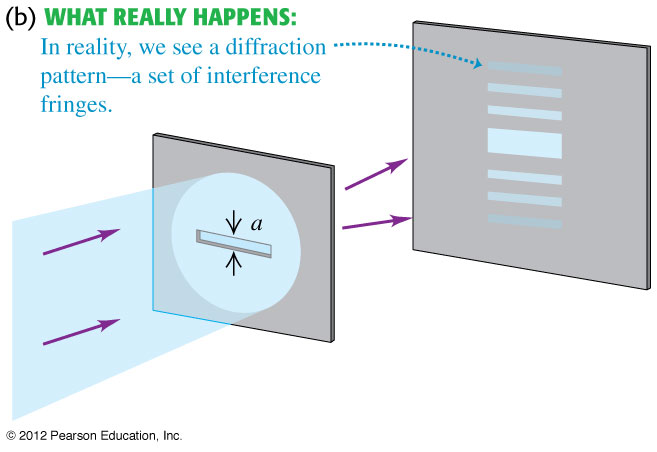 (b) WHAT REALLY HAPPENS:
In reality, we see a diffraction
pattern—a set of interference
fringes.
a
© 2012 Pearson Education, Inc.